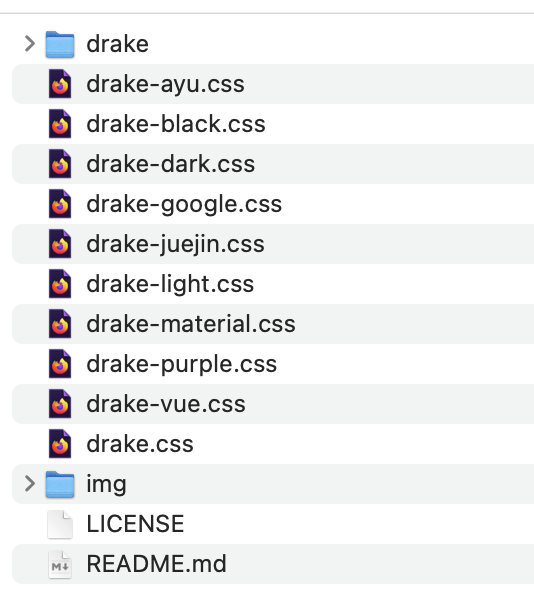 drake
drake-ayu.css
drake-black.css
drake-dark.css
drake-google.css
drake-juejin.css
drake-light.css
drake-material.css
drake-purple.css
drake-vue.css
drake.css
img
LICENSE
M↓ README.md